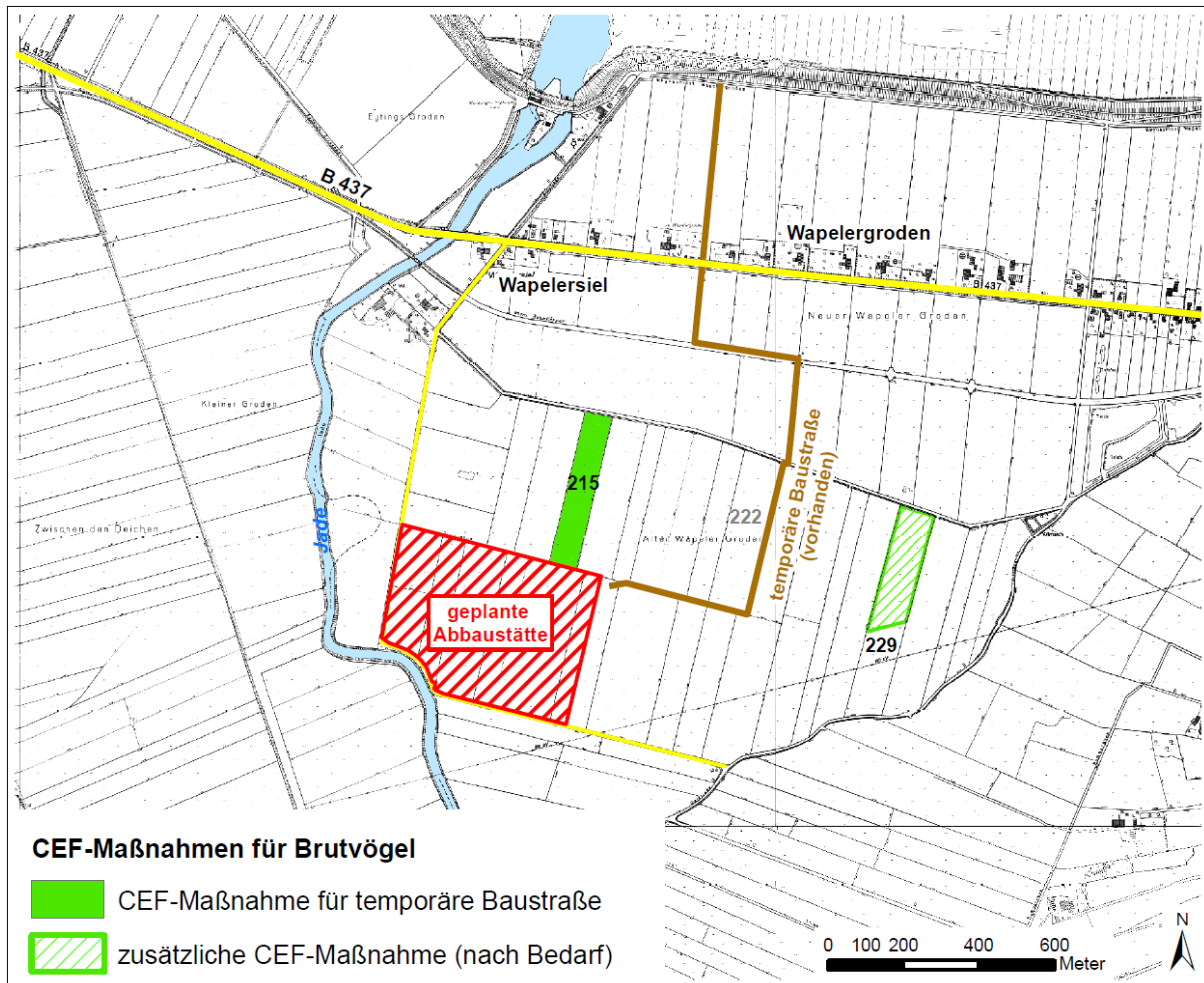 B 437
Eytings Groden
B 437
Wapelergroden
Wapelersiel
B 437
Neuer Wapeler Groden
Kleiner Groden
215
222
temporäre Baustraße
(vorhanden)
Zwischen den Deichen
Jade
Alter Wapeler Groden
geplante
Abbaustätte
229
CEF-Maßnahmen für Brutvögel
CEF-Maßnahme für temporäre Baustraße
zusätzliche CEF-Maßnahme (nach Bedarf)
N
0 100 200 400 600
Meter